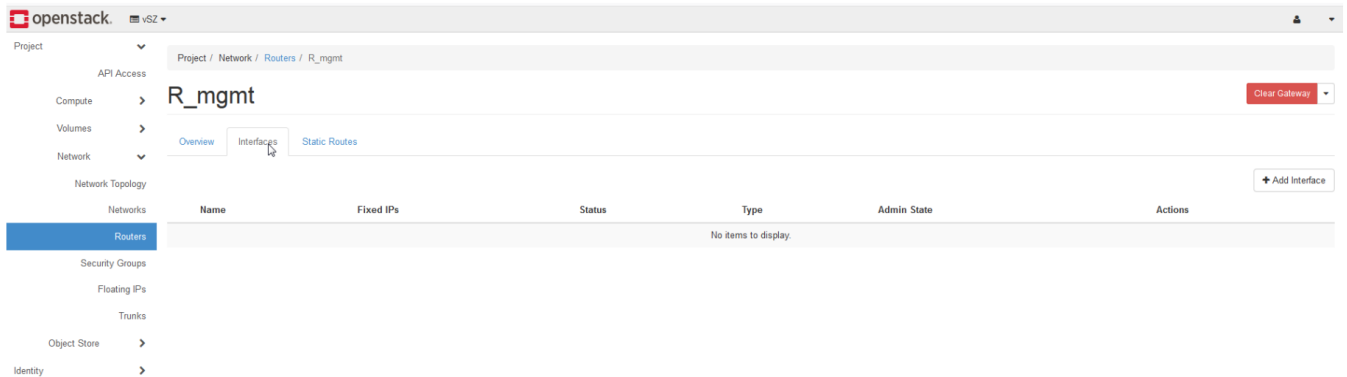 openstack. vSZ
Project
API Access
Compute
Volumes
Network
Network Topology
Networks
Routers
Security Groups
Floating IPs
Trunks
Object Store
Identity
Project / Network / Routers / R_mgmt
R_mgmt
Clear Gateway
Overview Interfaces Static Routes
+ Add Interface
Name Fixed IPs Status Type Admin State Actions
No items to display.